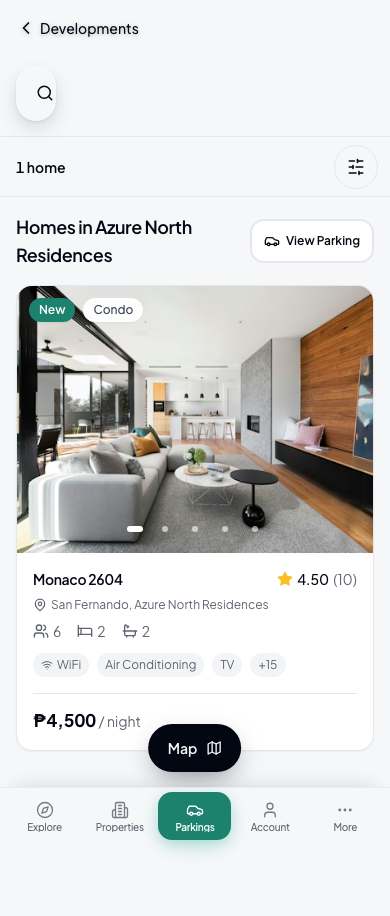 Developments
1 home
Homes in Azure North
Residences
View Parking
New
Condo
Monaco 2604
4.50 (10)
San Fernando, Azure North Residences
6
2
2
WiFi
Air Conditioning
TV
+15
₱4,500 / night
Map
Explore
Properties
Parkings
Account
More